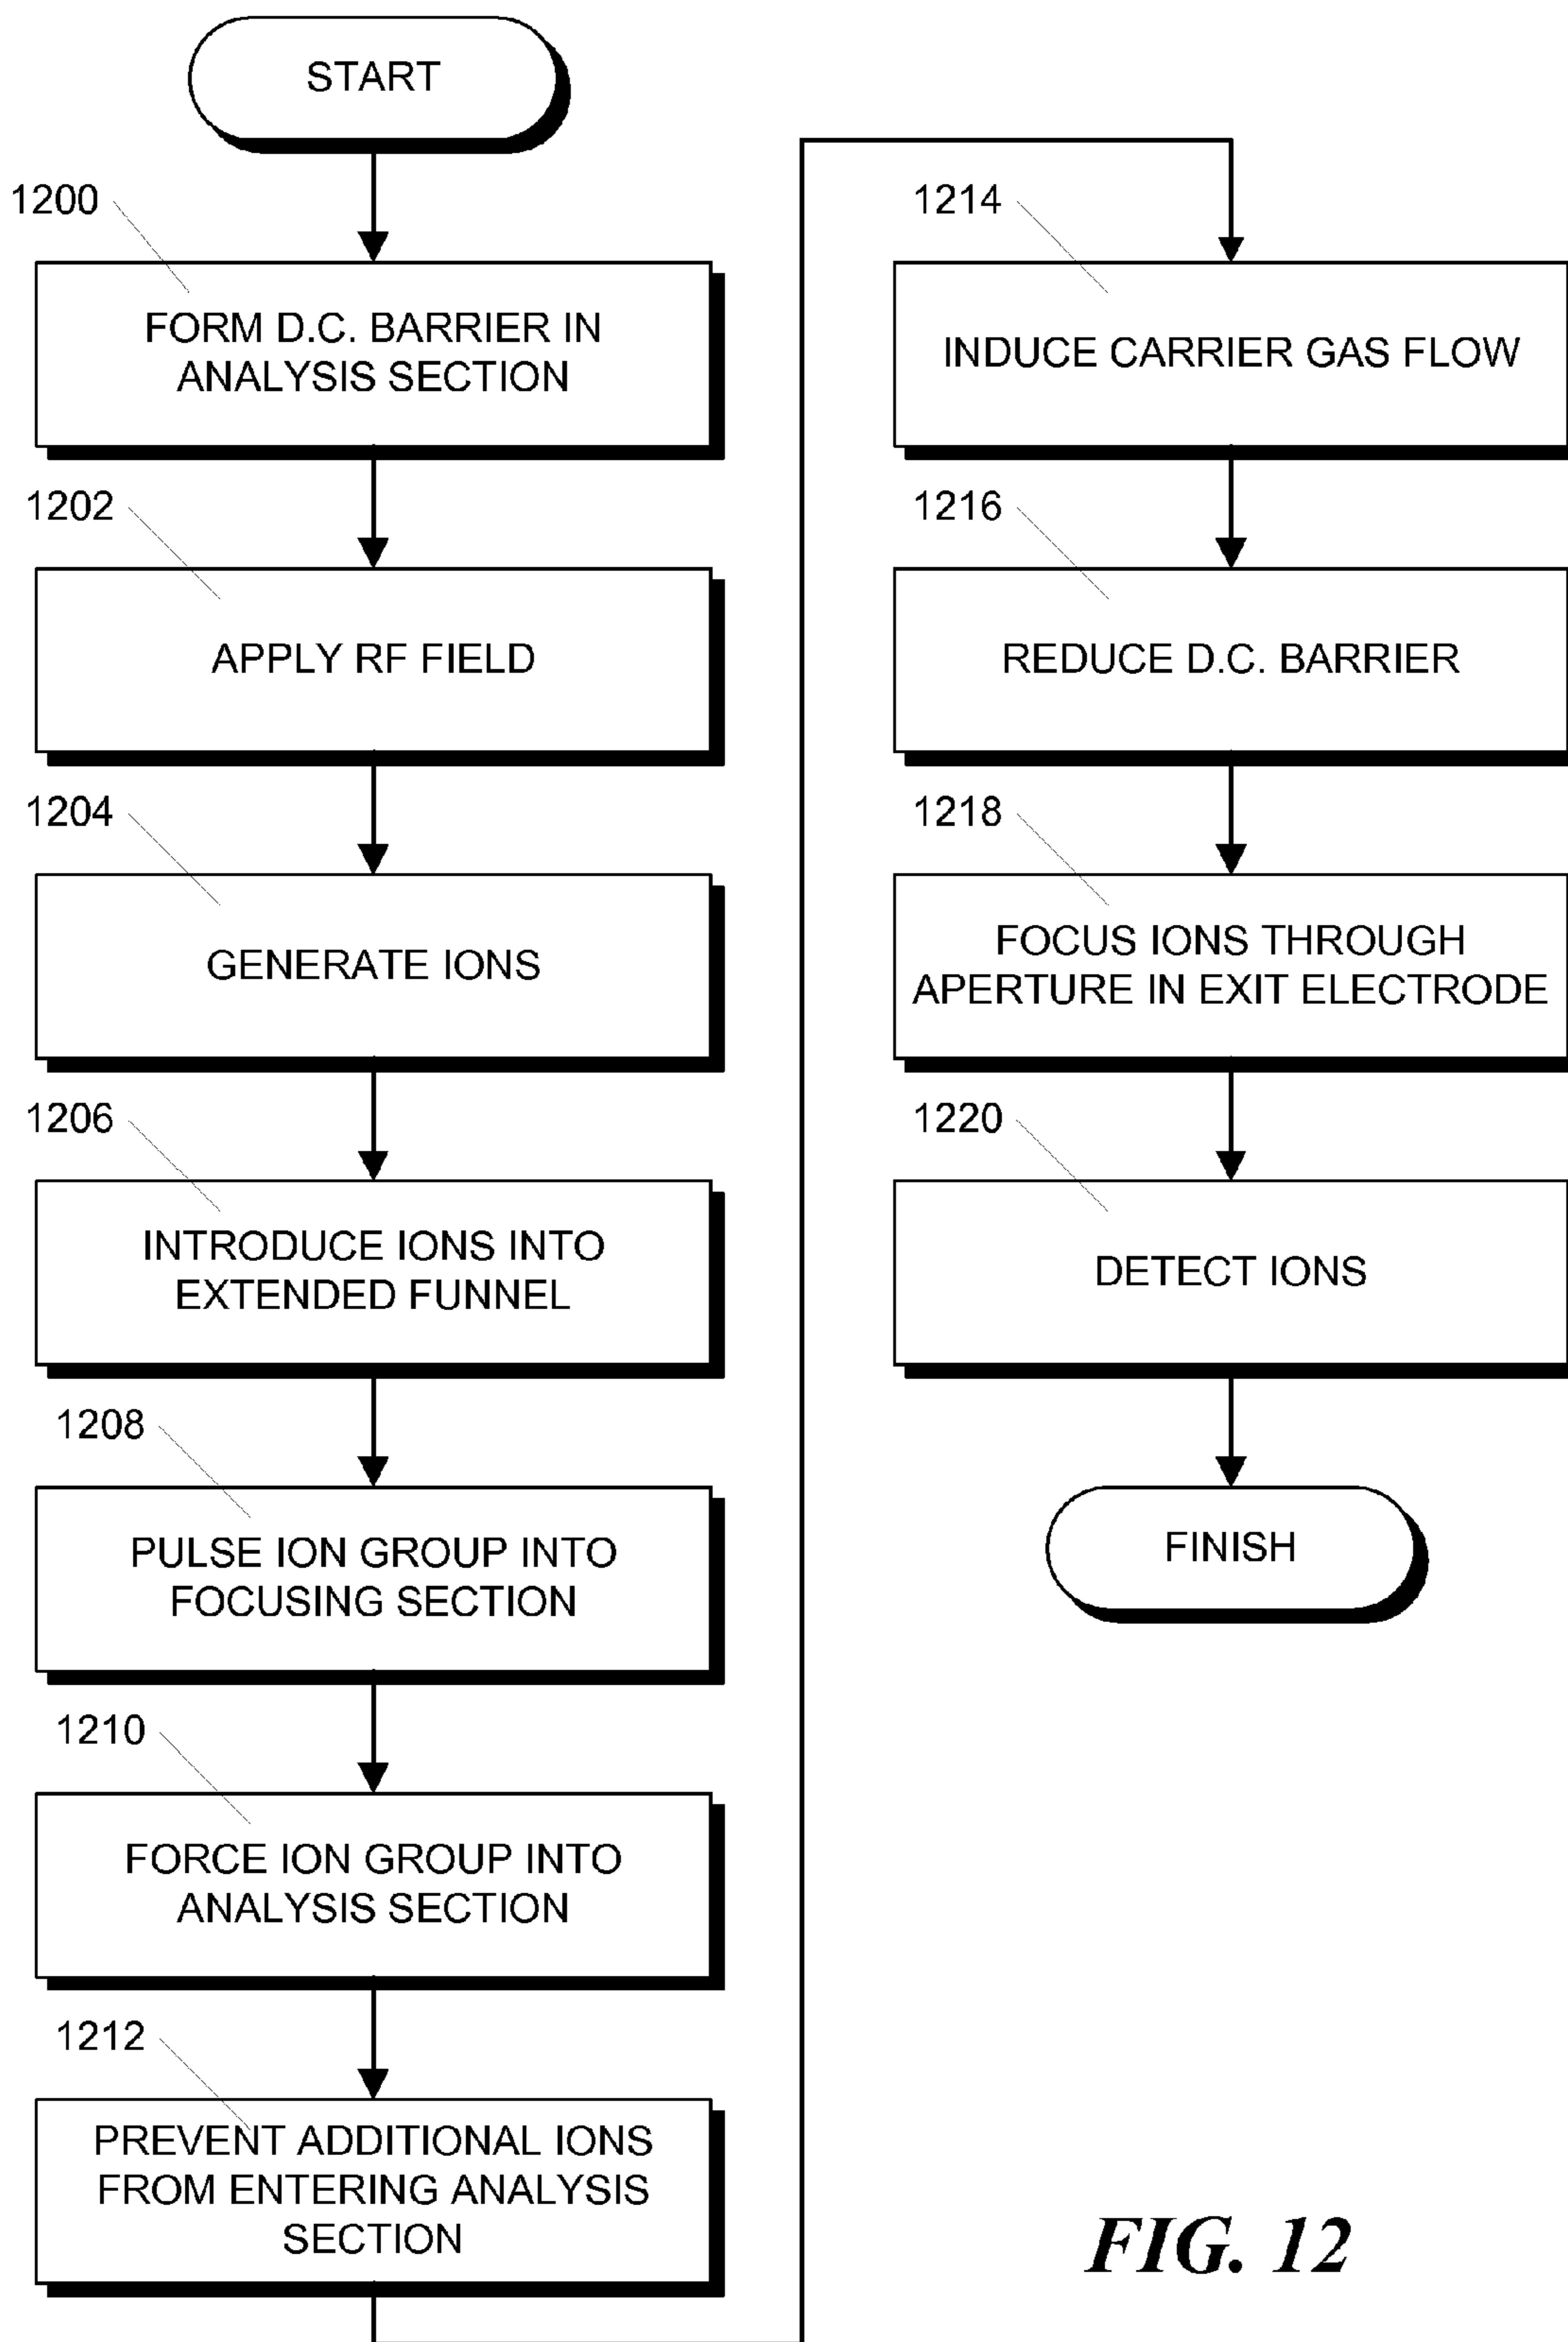 START
1200
FORM D.C. BARRIER IN
ANALYSIS SECTION
1202
APPLY RF FIELD
1204
GENERATE IONS
1206
INTRODUCE IONS INTO
EXTENDED FUNNEL
1208
PULSE ION GROUP INTO
FOCUSING SECTION
1210
FORCE ION GROUP INTO
ANALYSIS SECTION
1212
PREVENT ADDITIONAL IONS
FROM ENTERING ANALYSIS
SECTION
1214
INDUCE CARRIER GAS FLOW
1216
REDUCE D.C. BARRIER
1218
FOCUS IONS THROUGH
APERTURE IN EXIT ELECTRODE
1220
DETECT IONS
FINISH
FIG. 12